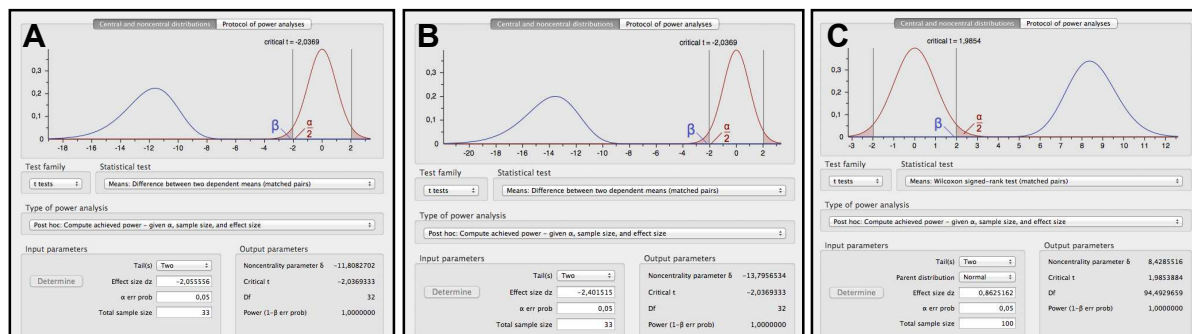 A
Central and noncentral distributions Protocol of power analyses
critical t = -2,0369
0,3
0,2
0,1
0
β
α
2
-18 -16 -14 -12 -10 -8 -6 -4 -2 0 2
Test family Statistical test
t tests Means: Difference between two dependent means (matched pairs)
Type of power analysis
Post hoc: Compute achieved power – given α, sample size, and effect size
Input parameters Output parameters
Tail(s) Two Noncentrality parameter δ -11,8082702
Determine Effect size dz -2,055556 Critical t -2,0369333
α err prob 0,05 Df 32
Total sample size 33 Power (1-β err prob) 1,0000000
B
Central and noncentral distributions Protocol of power analyses
critical t = -2,0369
0,3
0,2
0,1
0
β
α
2
-20 -18 -16 -14 -12 -10 -8 -6 -4 -2 0 2
Test family Statistical test
t tests Means: Difference between two dependent means (matched pairs)
Type of power analysis
Post hoc: Compute achieved power – given α, sample size, and effect size
Input parameters Output parameters
Tail(s) Two Noncentrality parameter δ -13,7956534
Determine Effect size dz -2,401515 Critical t -2,0369333
α err prob 0,05 Df 32
Total sample size 33 Power (1-β err prob) 1,0000000
C
Central and noncentral distributions Protocol of power analyses
critical t = 1,9854
0,3
0,2
0,1
0
β
α
2
-3 -2 -1 0 1 2 3 4 5 6 7 8 9 10 11 12
Test family Statistical test
t tests Means: Wilcoxon signed-rank test (matched pairs)
Type of power analysis
Post hoc: Compute achieved power – given α, sample size, and effect size
Input parameters Output parameters
Tail(s) Two Noncentrality parameter δ 8,4285516
Determine Parent distribution Normal Critical t 1,9853884
Effect size dz 0,8625162 Df 94,4929659
α err prob 0,05 Power (1-β err prob) 1,0000000
Total sample size 100